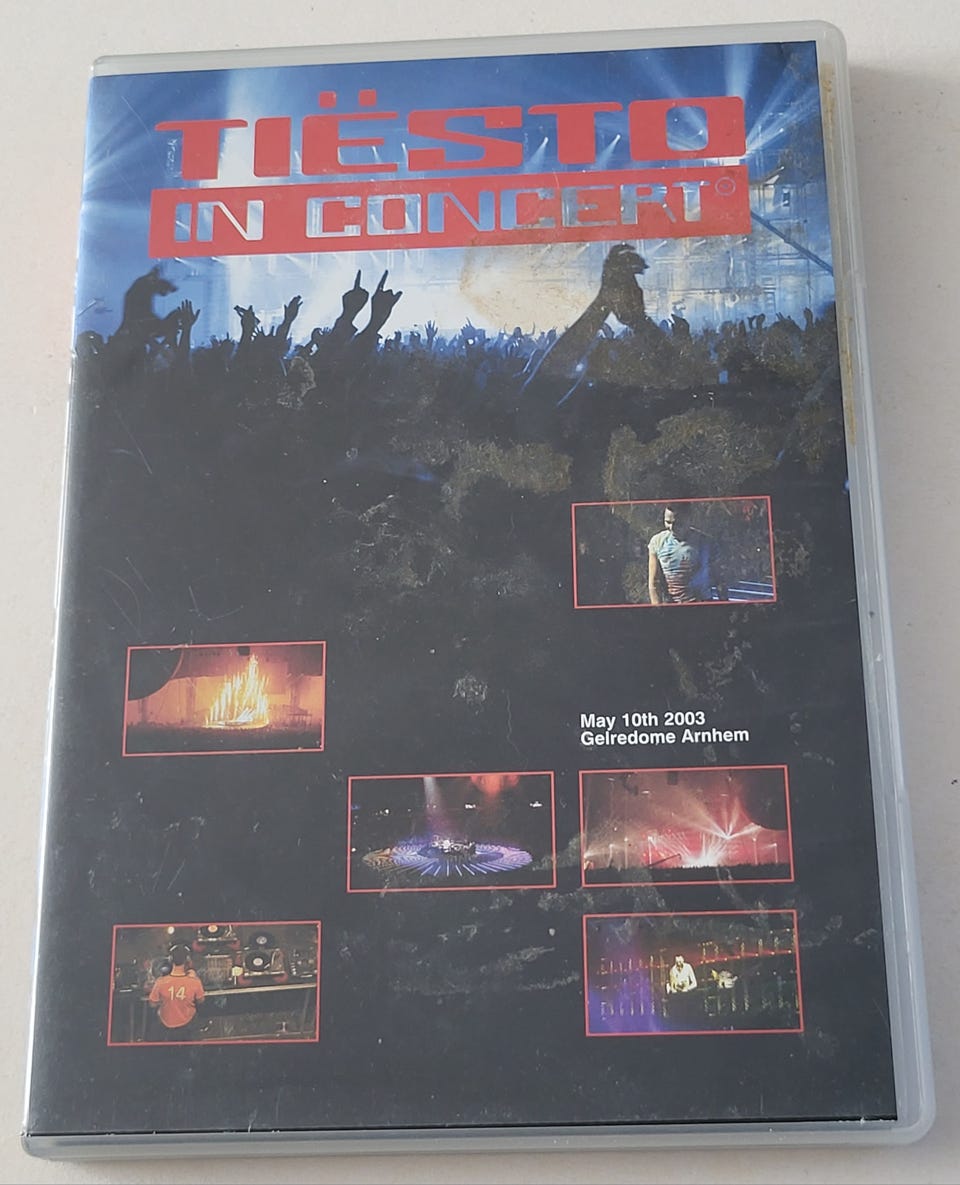 TIËSTO
IN CONCERT
May 10th 2003
Gelredome Arnhem
14